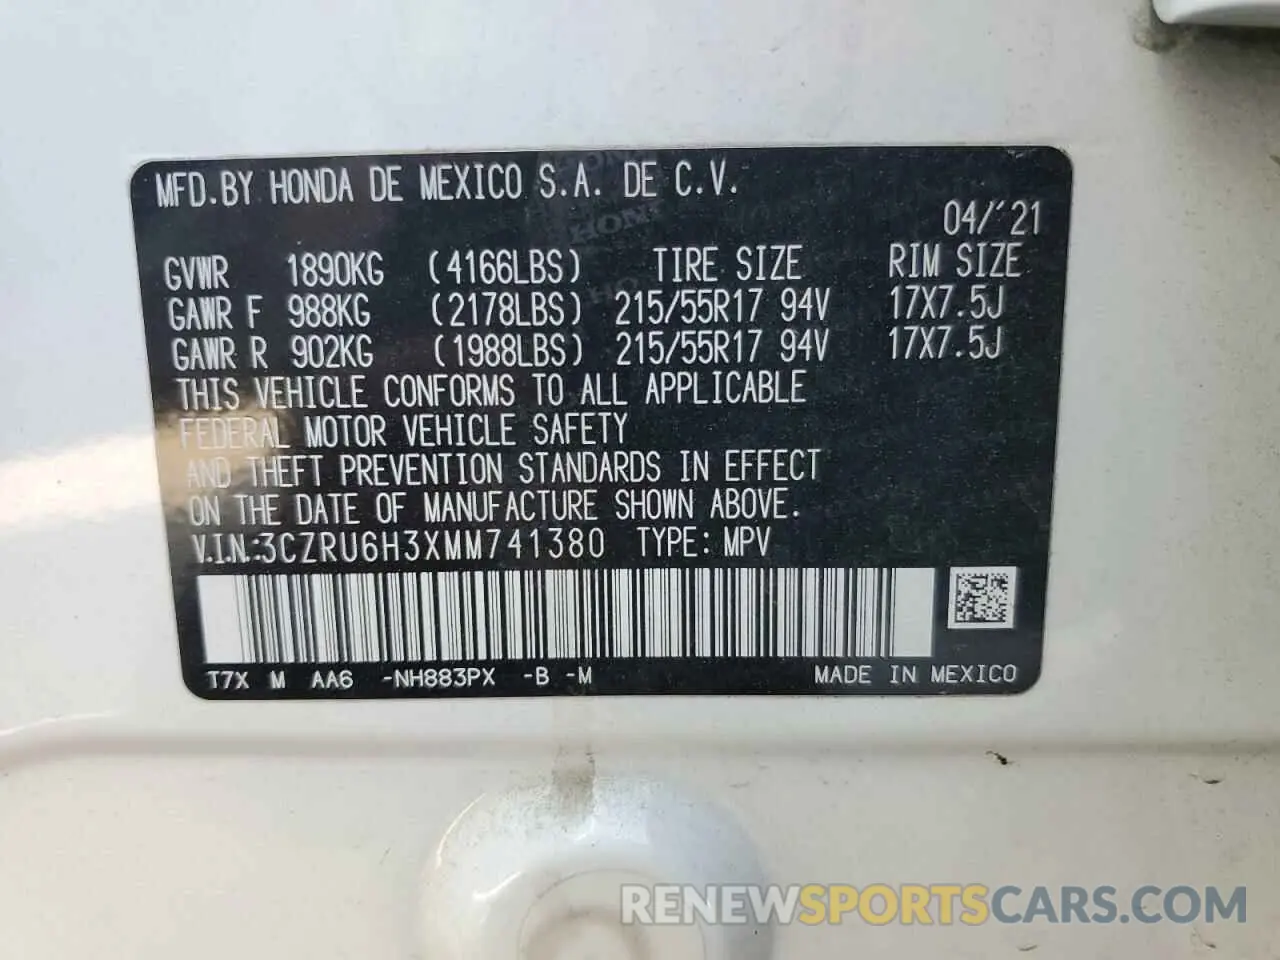 MFD. BY HONDA DE MEXICO S.A. DE C.V.
04/'21
GVWR 1890KG (4166LBS) TIRE SIZE RIM SIZE
GAWR F 988KG (2178LBS) 215/55R17 94V 17X7.5J
GAWR R 902KG (1988LBS) 215/55R17 94V 17X7.5J
THIS VEHICLE CONFORMS TO ALL APPLICABLE
FEDERAL MOTOR VEHICLE SAFETY
AND THEFT PREVENTION STANDARDS IN EFFECT
ON THE DATE OF MANUFACTURE SHOWN ABOVE.
V.I.N.:3CZRU6H3XMM741380 TYPE: MPV
T7X M AA6 -NH883PX -B -M MADE IN MEXICO
RENEWSPORTSCARS.COM